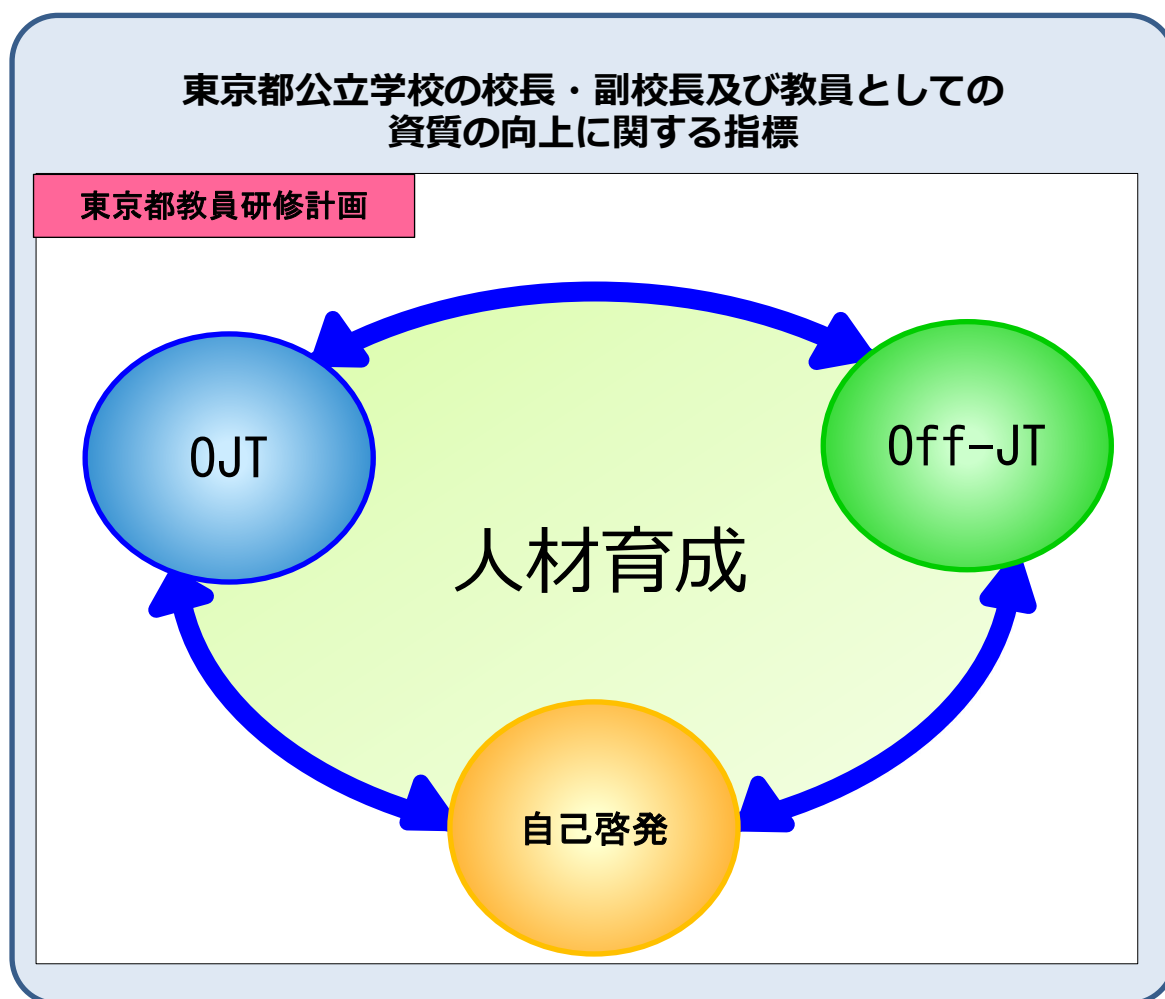 東京都公立学校の校長・副校長及び教員としての
資質の向上に関する指標
東京都教員研修計画
OJT
Off-JT
人材育成
自己啓発